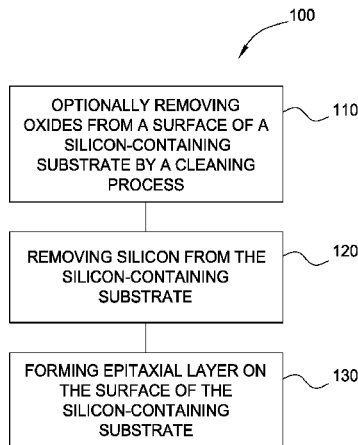 100
OPTIONALLY REMOVING
OXIDES FROM A SURFACE OF A
SILICON-CONTAINING
SUBSTRATE BY A CLEANING
PROCESS
110
REMOVING SILICON FROM THE
SILICON-CONTAINING
SUBSTRATE
120
FORMING EPITAXIAL LAYER ON
THE SURFACE OF THE
SILICON-CONTAINING
SUBSTRATE
130